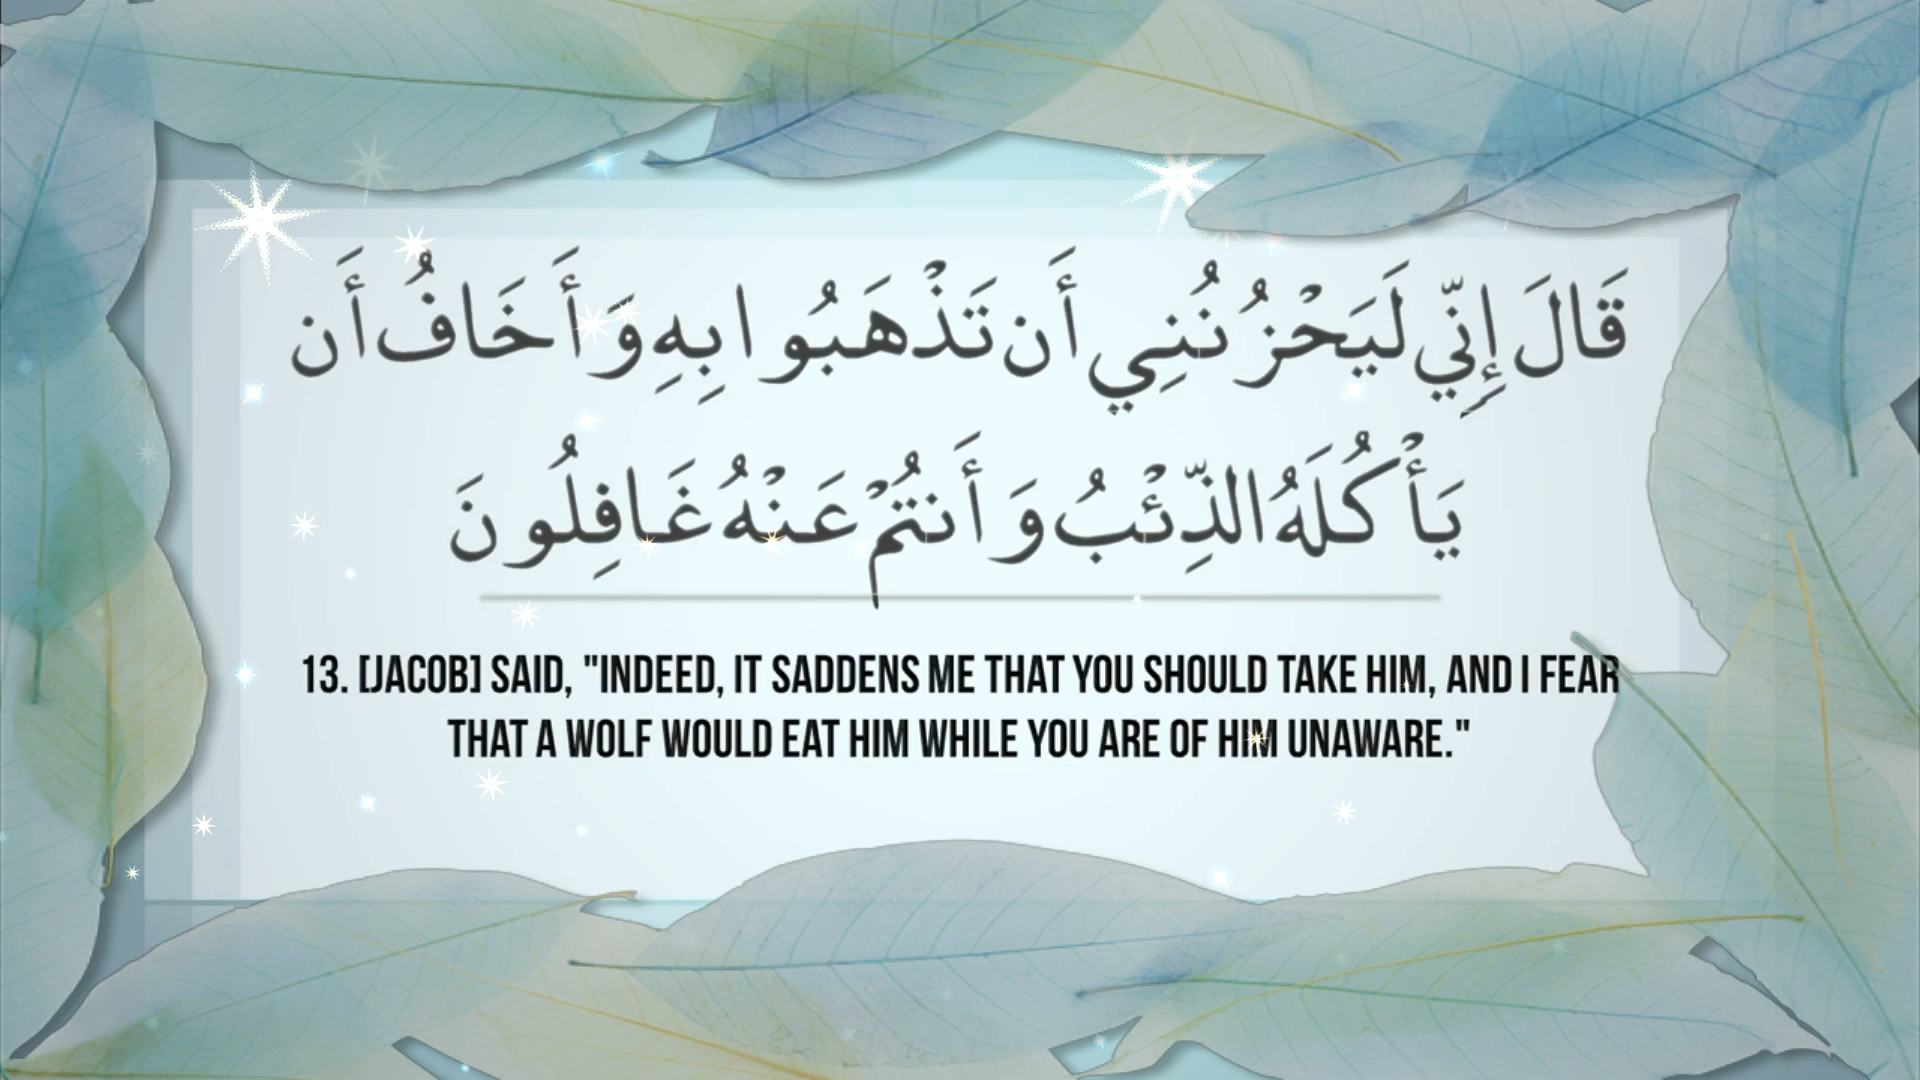 قَالَ إِنِّي لَيَحْزُنُنِي أَن تَذْهَبُوا بِهِ وَأَخَافُ أَن
يَأْكُلَهُ الذِّئْبُ وَأَنتُمْ عَنْهُ غَافِلُونَ
13. [JACOB] SAID, "INDEED, IT SADDENS ME THAT YOU SHOULD TAKE HIM, AND I FEAR
THAT A WOLF WOULD EAT HIM WHILE YOU ARE OF HIM UNAWARE."